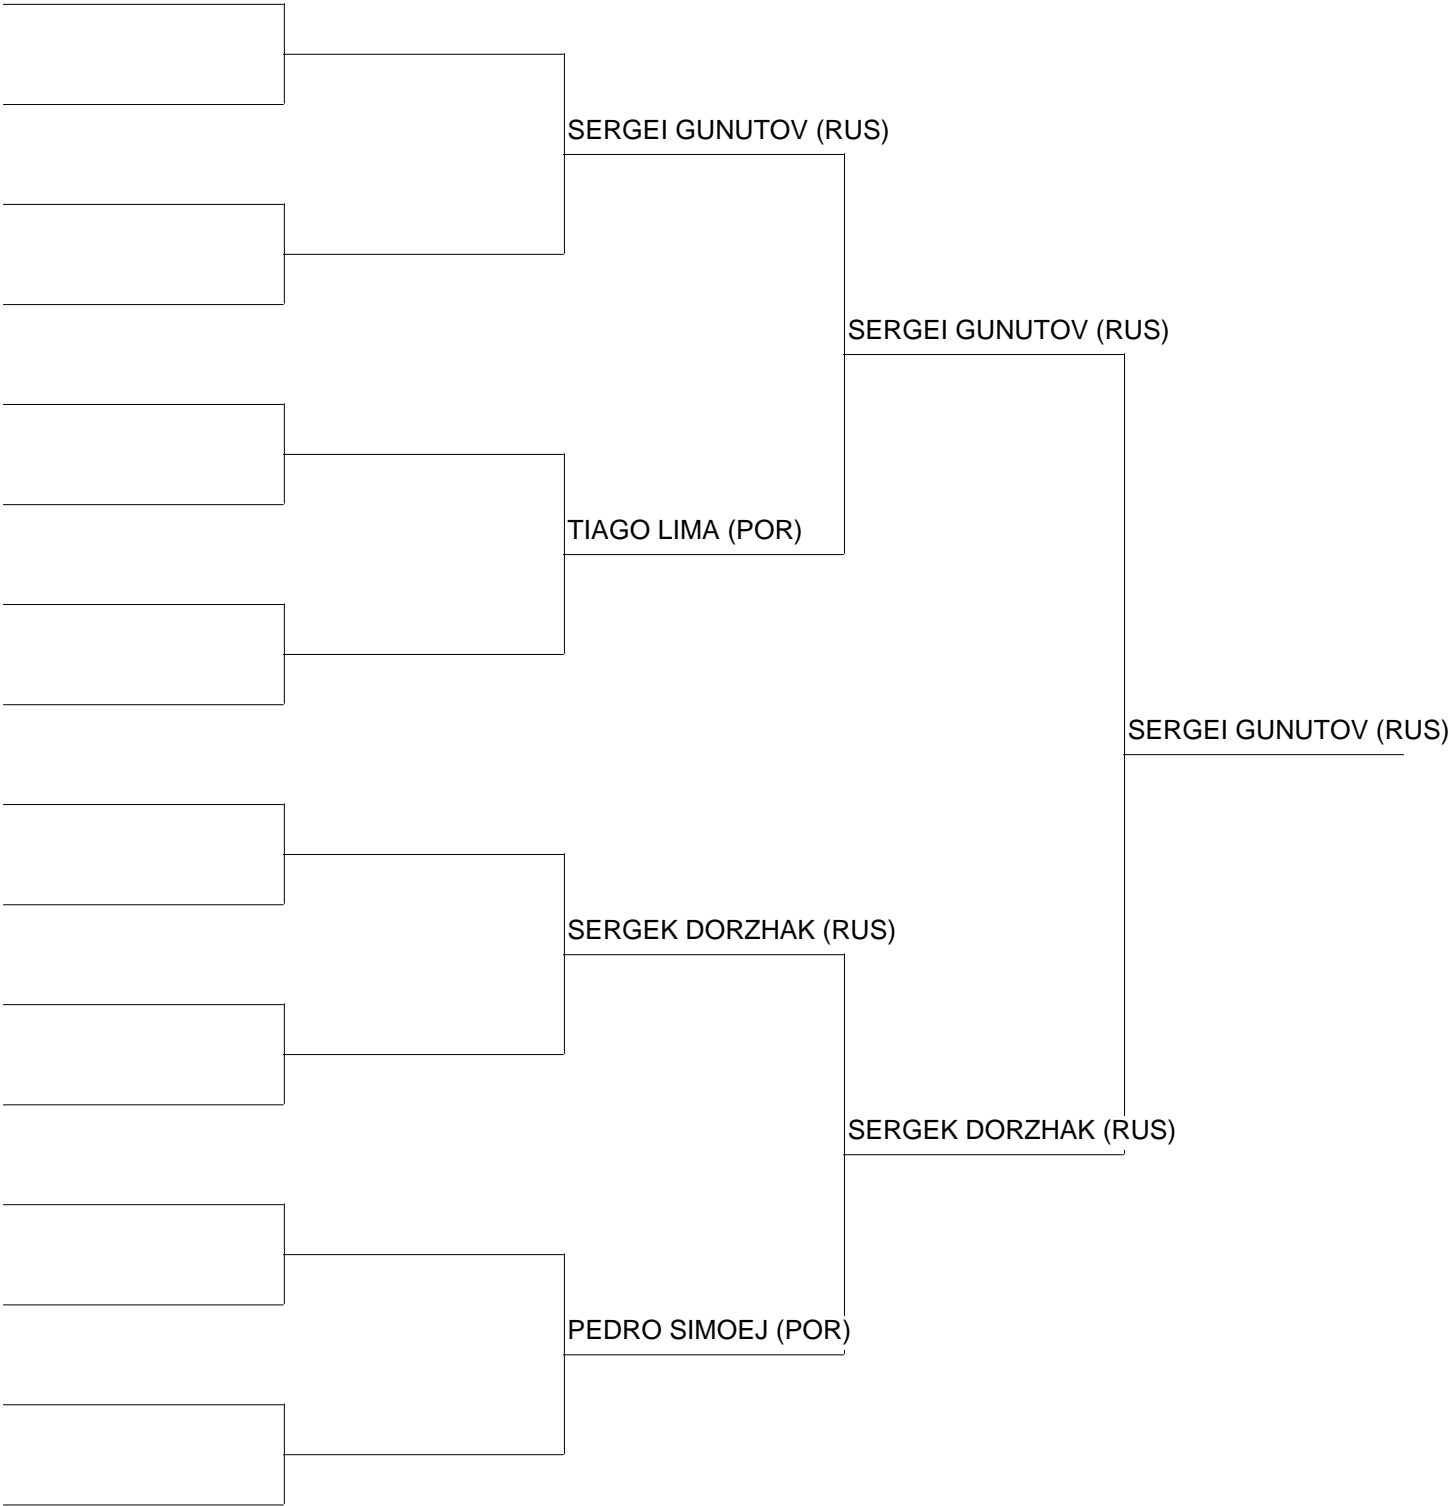 SERGEI GUNUTOV (RUS)
SERGEI GUNUTOV (RUS)
TIAGO LIMA (POR)
SERGEI GUNUTOV (RUS)
SERGEK DORZHAK (RUS)
SERGEK DORZHAK (RUS)
PEDRO SIMOEJ (POR)